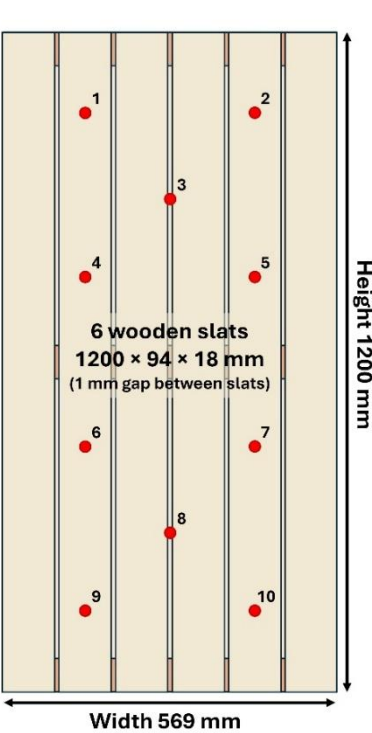 1
2
3
4
5
6 wooden slats
1200 × 94 × 18 mm
(1 mm gap between slats)
6
7
8
9
10
Height 1200 mm
Width 569 mm